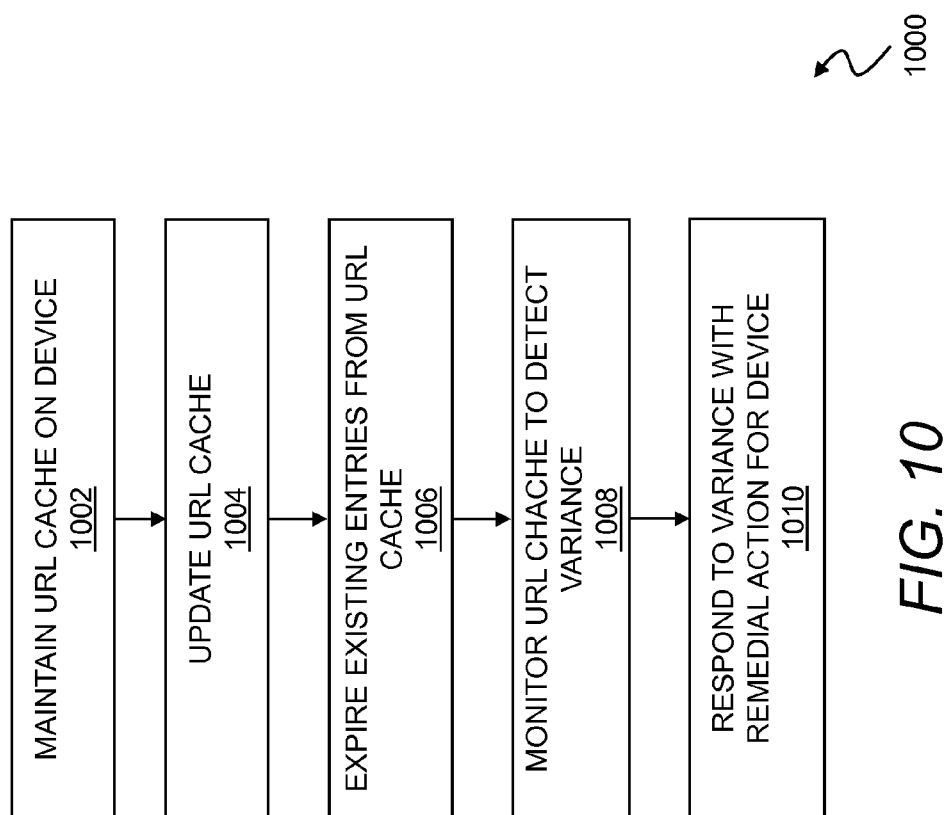 MAINTAIN URL CACHE ON DEVICE
1002
UPDATE URL CACHE
1004
EXPIRE EXISTING ENTRIES FROM URL
CACHE
1006
MONITOR URL CHACHE TO DETECT
VARIANCE
1008
RESPOND TO VARIANCE WITH
REMEDIAL ACTION FOR DEVICE
1010
1000
FIG. 10